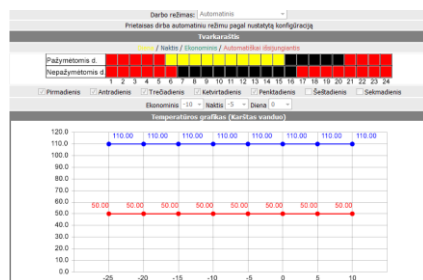 Darbo režimas: Automatinis
Prietaisas dirba automatiniu režimu pagal nustatytą konfigūraciją
Tvarkaraštis
/ Naktis / Ekonominis / Automatiškai išsijungiantis
Pažymėtomis d.
Nepažymėtomis d.
1 2 3 4 5 6 7 8 9 10 11 12 13 14 15 16 17 18 19 20 21 22 23 24
Pirmadienis Antradienis Trečiadienis Ketvirtadienis Penktadienis Šeštadienis Sekmadienis
Ekonominis -10 Naktis -5 Diena 0
Temperatūros grafikas (Karštas vanduo)
120.0
110.00 110.00 110.00 110.00 110.00 110.00 110.00 110.00
110.0
100.0
90.0
80.0
70.0
60.0
50.00 50.00 50.00 50.00 50.00 50.00 50.00 50.00
50.0
40.0
30.0
20.0
10.0
0.0
-25 -20 -15 -10 -5 0 5 10